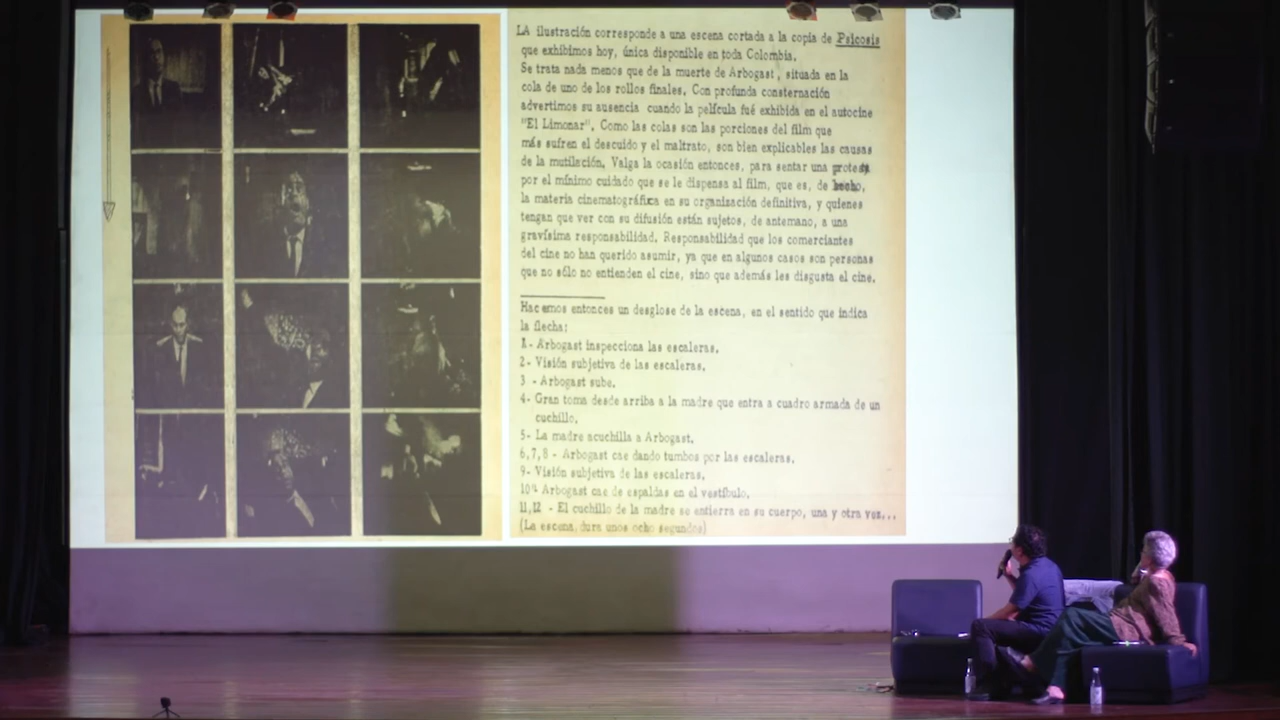 LA ilustración corresponde a una escena cortada a la copia de Psicosis
que exhibimos hoy, única disponible en toda Colombia.
Se trata nada menos que de la muerte de Arbogast, situada en la
cola de uno de los rollos finales. Con profunda consternación
advertimos su ausencia cuando la película fué exhibida en el autocine
"El Limonar". Como las colas son las porciones del film que
más sufren el descuido y el maltrato, son bien explicables las causas
de la mutilación. Valga la ocasión entonces, para sentar una protesta
por el mínimo cuidado que se le dispensa al film, que es, de hecho,
la materia cinematográfica en su organización definitiva, y quienes
tengan que ver con su difusión están sujetos, de antemano, a una
gravísima responsabilidad. Responsabilidad que los comerciantes
del cine no han querido asumir, ya que en algunos casos son personas
que no sólo no entienden el cine, sino que además les disgusta el cine.
Hacemos entonces un desglose de la escena, en el sentido que indica
la flecha:
1- Arbogast inspecciona las escaleras.
2- Visión subjetiva de las escaleras.
3 - Arbogast sube.
4- Gran toma desde arriba a la madre que entra a cuadro armada de un
cuchillo.
5- La madre acuchilla a Arbogast.
6,7,8 - Arbogast cae dando tumbos por las escaleras.
9- Visión subjetiva de las escaleras.
10- Arbogast cae de espaldas en el vestíbulo.
11,12 - El cuchillo de la madre se entierra en su cuerpo, una y otra vez...
(La escena dura unos ocho segundos)